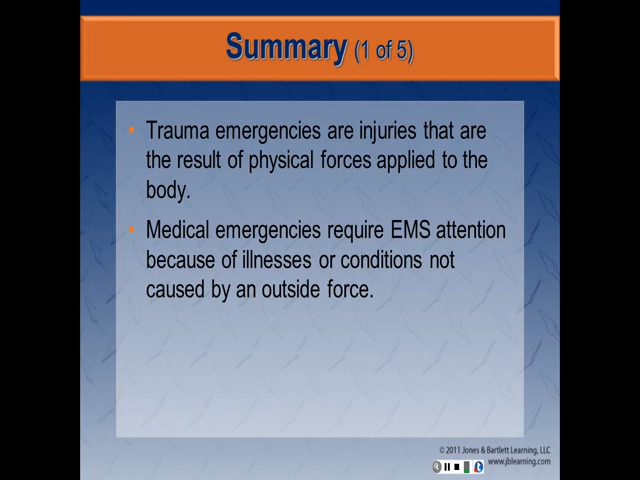 Summary (1 of 5)
• Trauma emergencies are injuries that are
the result of physical forces applied to the
body.
• Medical emergencies require EMS attention
because of illnesses or conditions not
caused by an outside force.
© 2011 Jones & Bartlett Learning, LLC
www.jblearning.com